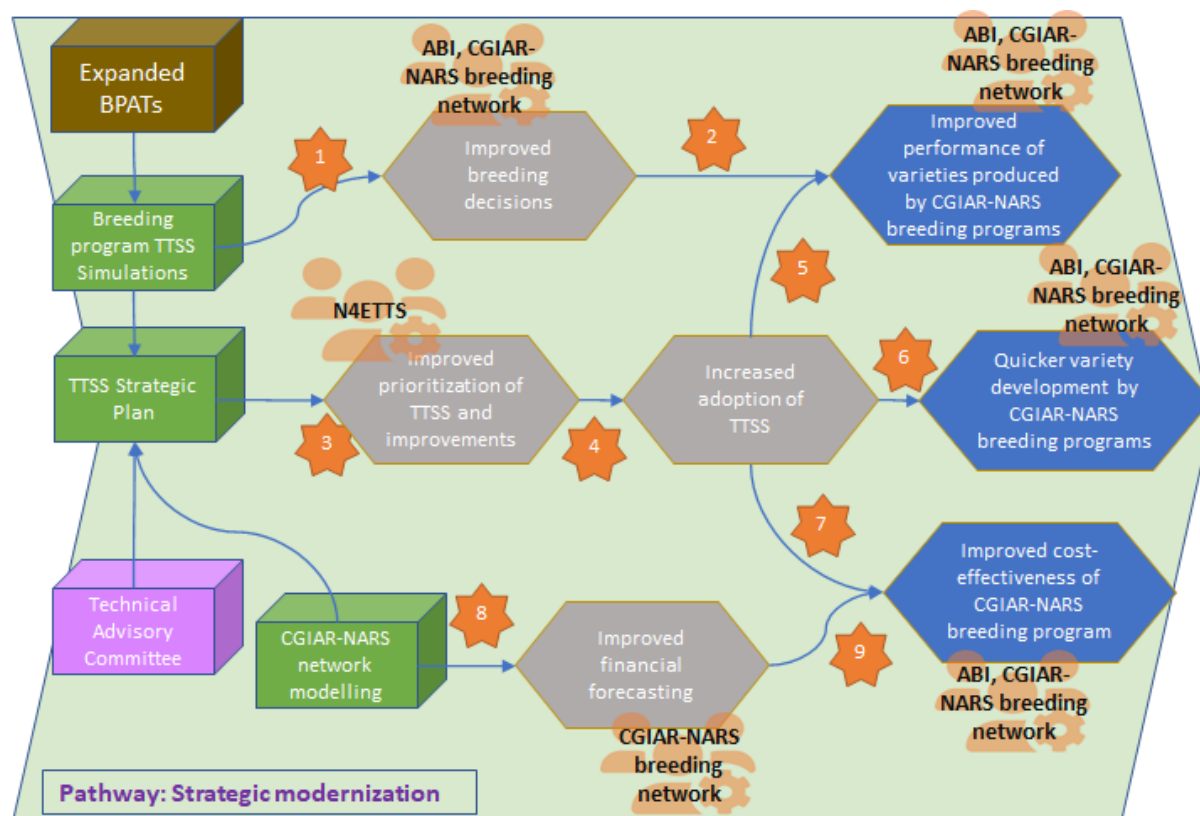 Expanded
BPATs
ABI, CGIAR-
NARS breeding
network
ABI, CGIAR-
NARS breeding
network
1
Improved
breeding
decisions
2
Improved
performance of
varieties produced
by CGIAR-NARS
breeding programs
Breeding
program TTSS
Simulations
N4ETTS
5
ABI, CGIAR-
NARS breeding
network
TTSS Strategic
Plan
3
Improved
prioritization of
TTSS and
improvements
4
Increased
adoption of
TTSS
6
Quicker variety
development by
CGIAR-NARS
breeding programs
7
Technical
Advisory
Committee
CGIAR-NARS
network
modelling
8
Improved
financial
forecasting
9
Improved cost-
effectiveness of
CGIAR-NARS
breeding program
CGIAR-NARS
breeding
network
ABI, CGIAR-
NARS breeding
network
Pathway: Strategic modernization